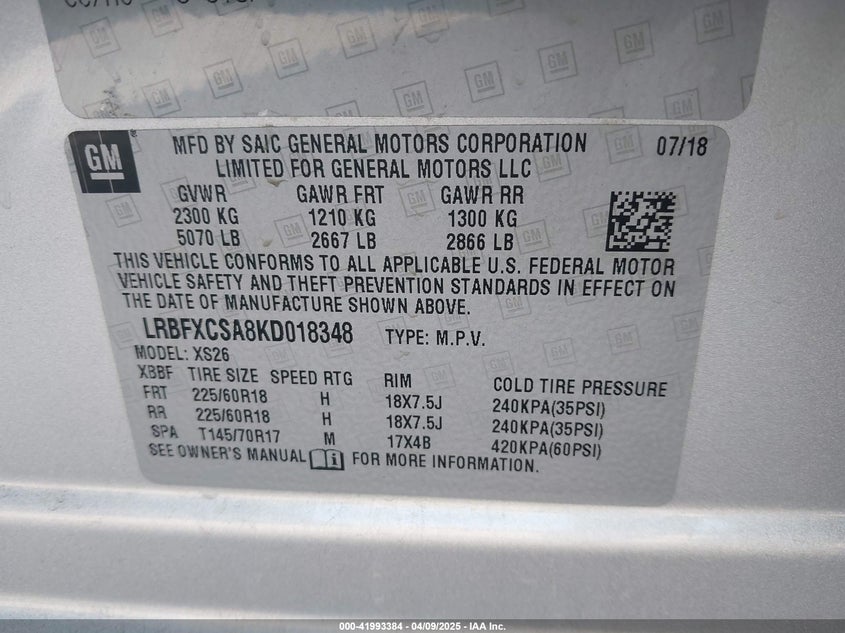 GM
MFD BY SAIC GENERAL MOTORS CORPORATION 07/18
LIMITED FOR GENERAL MOTORS LLC
GVWR GAWR FRT GAWR RR
2300 KG 1210 KG 1300 KG
5070 LB 2667 LB 2866 LB
THIS VEHICLE CONFORMS TO ALL APPLICABLE U.S. FEDERAL MOTOR
VEHICLE SAFETY AND THEFT PREVENTION STANDARDS IN EFFECT ON
THE DATE OF MANUFACTURE SHOWN ABOVE.
LRBFXCSA8KD018348 TYPE: M.P.V.
MODEL: XS26
XBBF TIRE SIZE SPEED RTG RIM COLD TIRE PRESSURE
FRT 225/60R18 H 18X7.5J 240KPA(35PSI)
RR 225/60R18 H 18X7.5J 240KPA(35PSI)
SPA T145/70R17 M 17X4B 420KPA(60PSI)
SEE OWNER'S MANUAL FOR MORE INFORMATION.
000-41993384 | 04/09/2025 - IAA Inc.